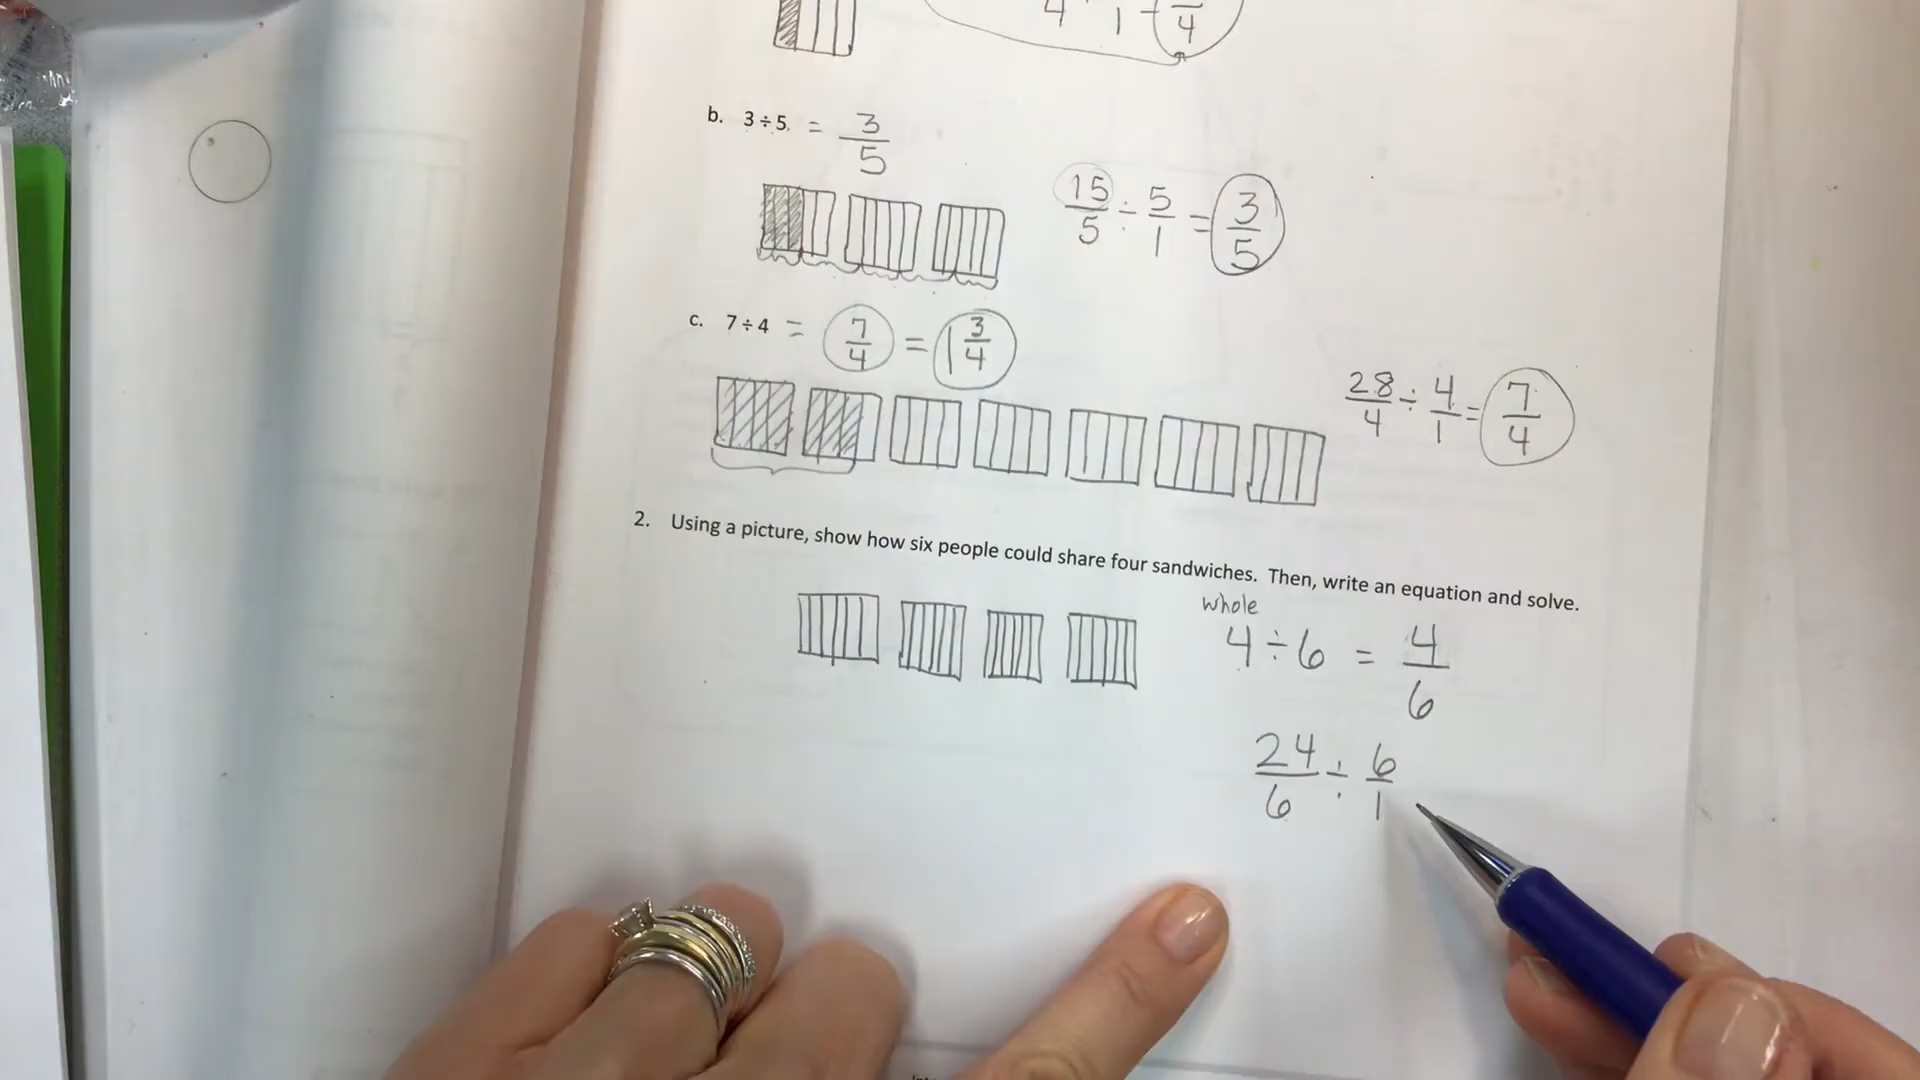 4 ÷ 1 = /4
b. 3 ÷ 5 = 3/5
15/5 ÷ 5/1 = 3/5
c. 7 ÷ 4 = 7/4 = 1 3/4
28/4 ÷ 4/1 = 7/4
2. Using a picture, show how six people could share four sandwiches. Then, write an equation and solve.
whole
4 ÷ 6 = 4/6
24/6 ÷ 6/1